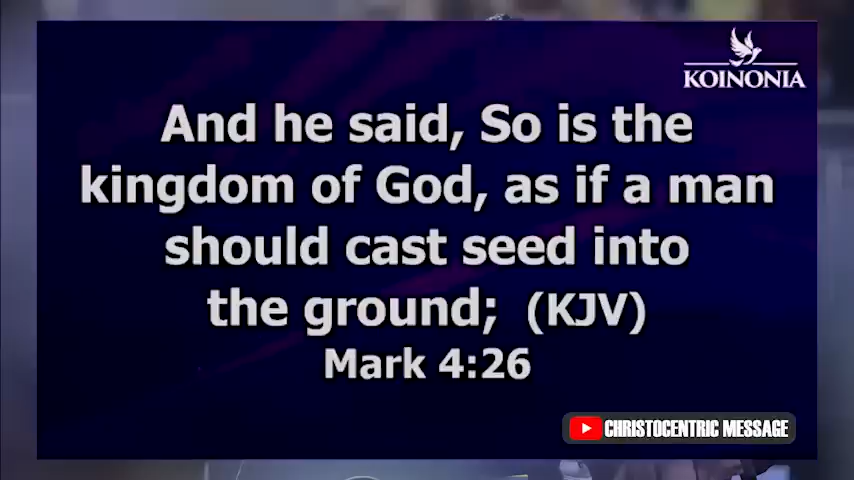 KOINONIA
And he said, So is the
kingdom of God, as if a man
should cast seed into
the ground; (KJV)
Mark 4:26
CHRISTOCENTRIC MESSAGE